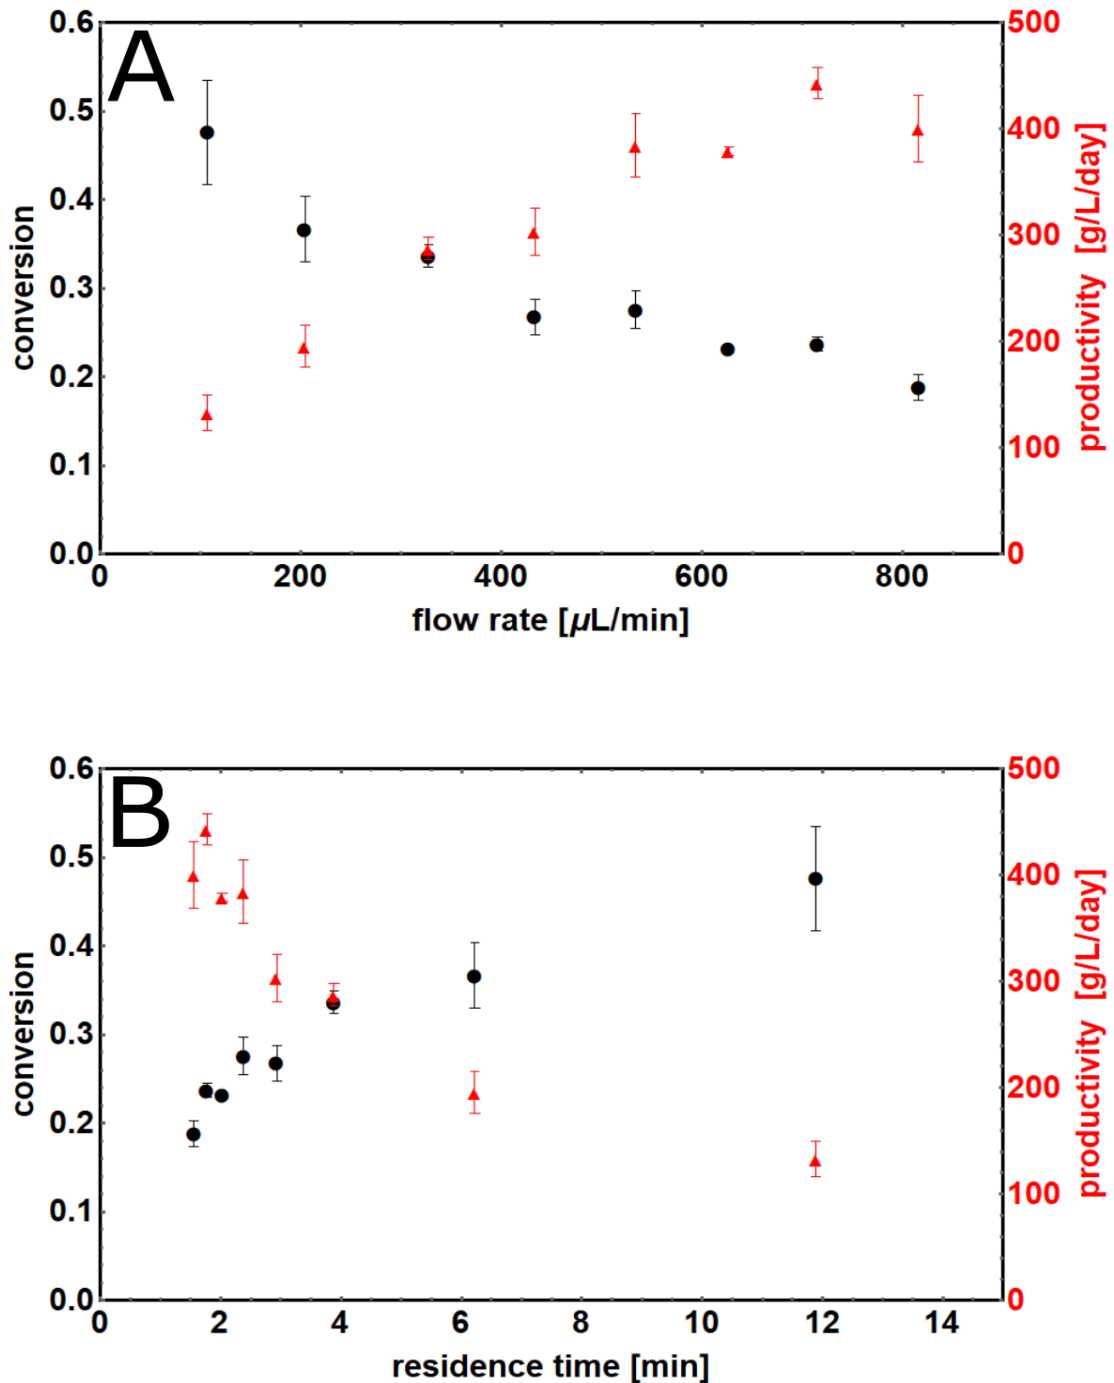 A
0.6
0.5
0.4
0.3
0.2
0.1
0.0
conversion
500
400
300
200
100
0
productivity [g/L/day]
0 200 400 600 800
flow rate [μL/min]
B
0.6
0.5
0.4
0.3
0.2
0.1
0.0
conversion
500
400
300
200
100
0
productivity [g/L/day]
0 2 4 6 8 10 12 14
residence time [min]